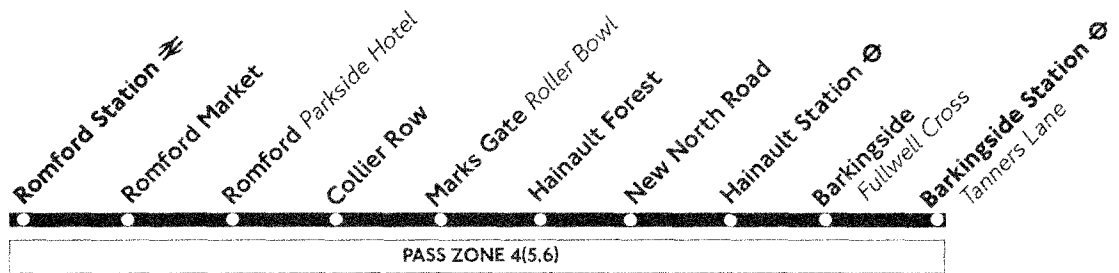 Romford Station
Romford Market
Romford Parkside Hotel
Collier Row
Marks Gate Roller Bowl
Hainault Forest
New North Road
Hainault Station
Barkingside
Fullwell Cross
Barkingside Station
Tanners Lane
PASS ZONE 4(5.6)